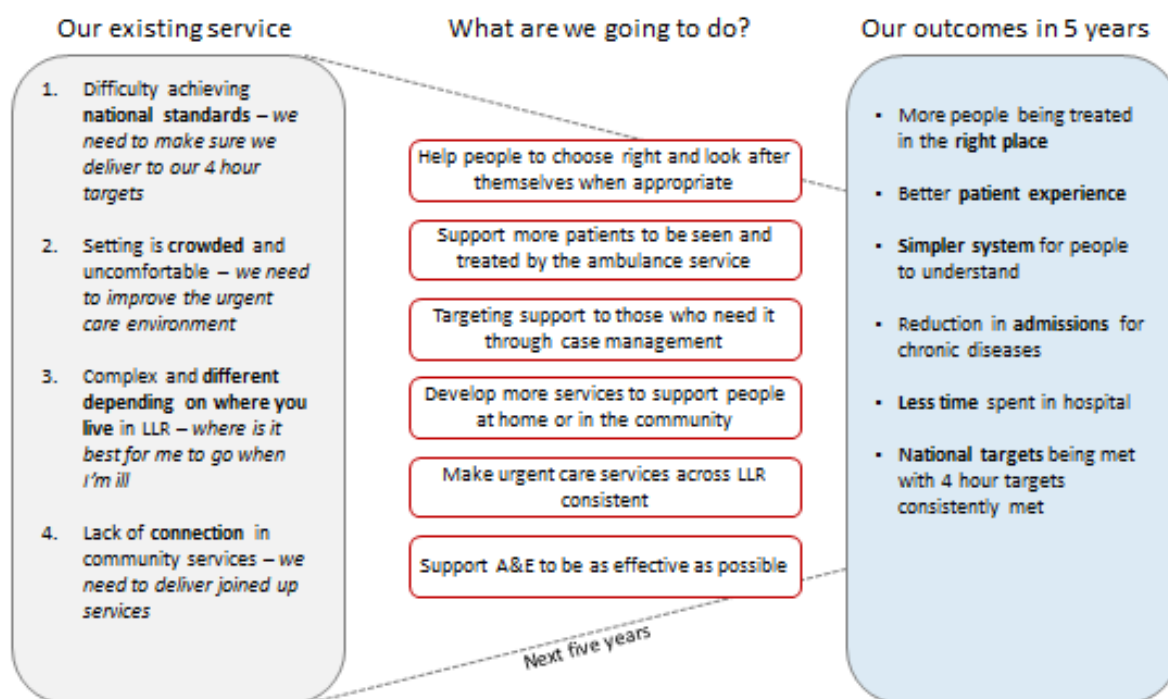 Our existing service
1. Difficulty achieving
national standards – we
need to make sure we
deliver to our 4 hour
targets
2. Setting is crowded and
uncomfortable – we need
to improve the urgent
care environment
3. Complex and different
depending on where you
live in LLR – where is it
best for me to go when
I'm ill
4. Lack of connection in
community services – we
need to deliver joined up
services
What are we going to do?
Help people to choose right and look after
themselves when appropriate
Support more patients to be seen and
treated by the ambulance service
Targeting support to those who need it
through case management
Develop more services to support people
at home or in the community
Make urgent care services across LLR
consistent
Support A&E to be as effective as possible
Next five years
Our outcomes in 5 years
▪ More people being treated
in the right place
▪ Better patient experience
▪ Simpler system for people
to understand
▪ Reduction in admissions for
chronic diseases
▪ Less time spent in hospital
▪ National targets being met
with 4 hour targets
consistently met